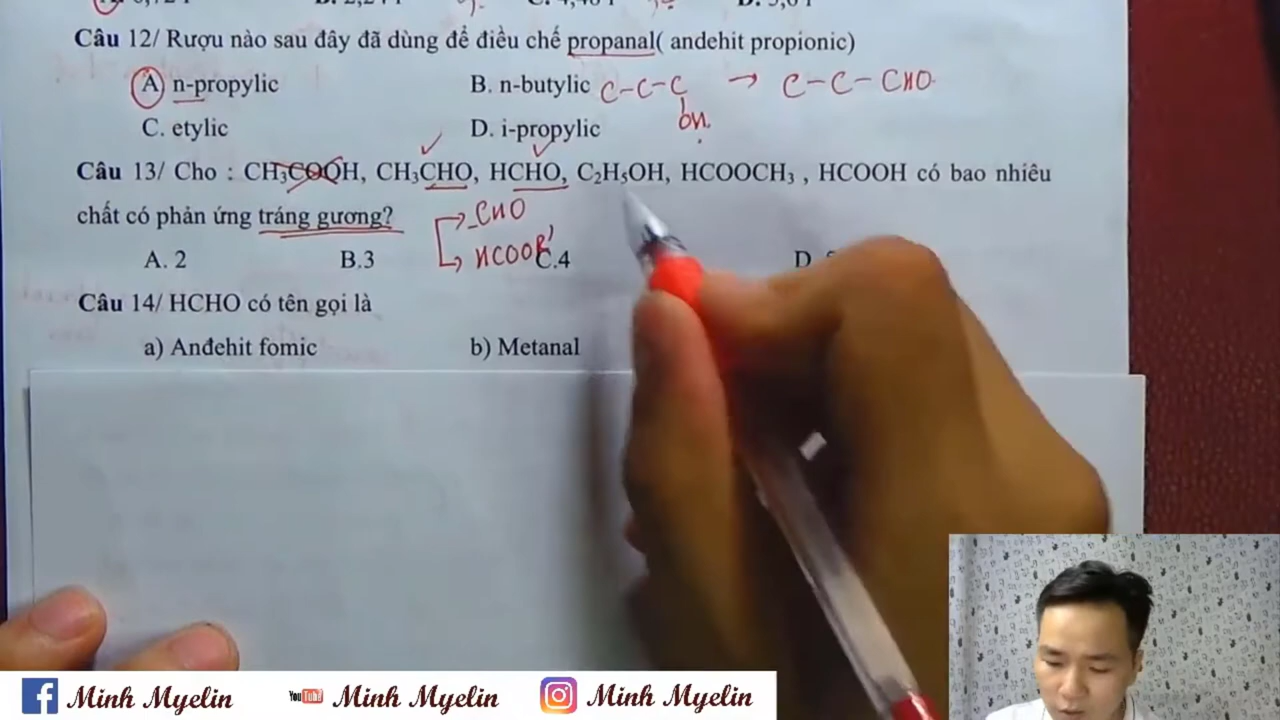 Câu 12/ Rượu nào sau đây đã dùng để điều chế propanal( andehit propionic)
A n-propylic B. n-butylic C-C-C → C-C-CHO
OH
C. etylic D. i-propylic
Câu 13/ Cho : CH₃COOH, CH₃CHO, HCHO, C₂H₅OH, HCOOCH₃ , HCOOH có bao nhiêu
chất có phản ứng tráng gương?
-CHO
HCOOR'
A. 2 B.3 C.4 D.
Câu 14/ HCHO có tên gọi là
a) Anđehit fomic b) Metanal
Minh Myelin YouTube Minh Myelin Minh Myelin